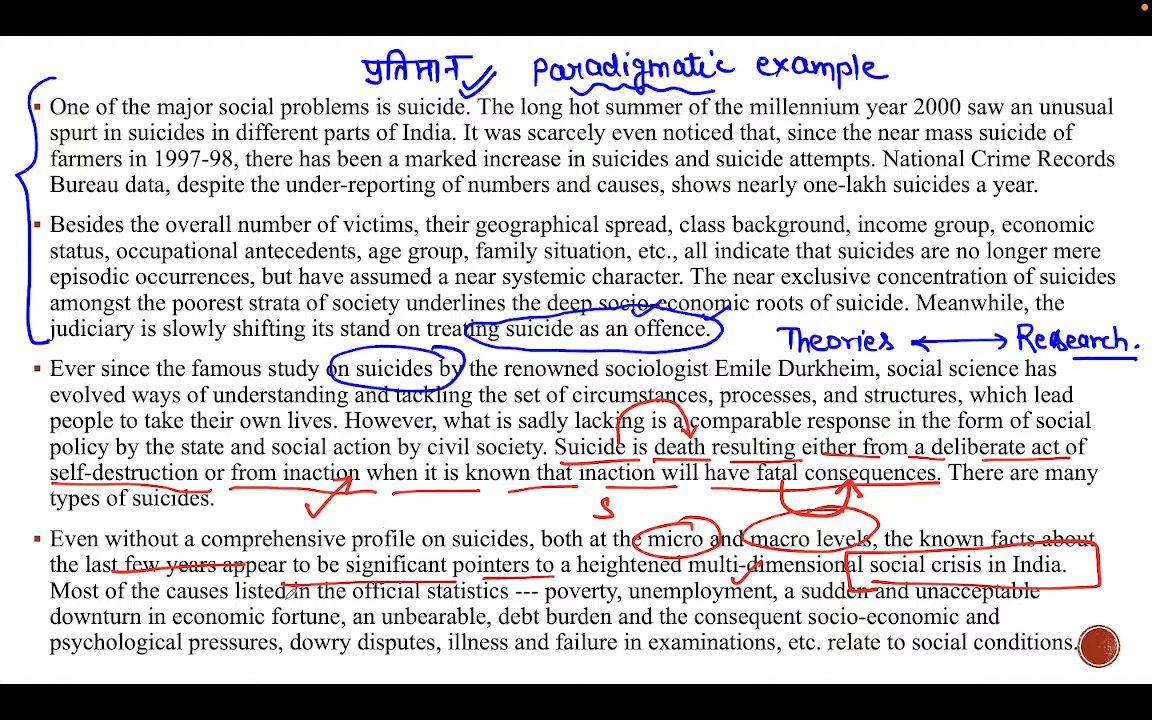 प्रतिमान Paradigmatic example
▪ One of the major social problems is suicide. The long hot summer of the millennium year 2000 saw an unusual
spurt in suicides in different parts of India. It was scarcely even noticed that, since the near mass suicide of
farmers in 1997-98, there has been a marked increase in suicides and suicide attempts. National Crime Records
Bureau data, despite the under-reporting of numbers and causes, shows nearly one-lakh suicides a year.
▪ Besides the overall number of victims, their geographical spread, class background, income group, economic
status, occupational antecedents, age group, family situation, etc., all indicate that suicides are no longer mere
episodic occurrences, but have assumed a near systemic character. The near exclusive concentration of suicides
amongst the poorest strata of society underlines the deep socio-economic roots of suicide. Meanwhile, the
judiciary is slowly shifting its stand on treating suicide as an offence.
Theories ⟷ Research.
▪ Ever since the famous study on suicides by the renowned sociologist Emile Durkheim, social science has
evolved ways of understanding and tackling the set of circumstances, processes, and structures, which lead
people to take their own lives. However, what is sadly lacking is a comparable response in the form of social
policy by the state and social action by civil society. Suicide is death resulting either from a deliberate act of
self-destruction or from inaction when it is known that inaction will have fatal consequences. There are many
types of suicides.
S
▪ Even without a comprehensive profile on suicides, both at the micro and macro levels, the known facts about
the last few years appear to be significant pointers to a heightened multi-dimensional social crisis in India.
Most of the causes listed in the official statistics --- poverty, unemployment, a sudden and unacceptable
downturn in economic fortune, an unbearable, debt burden and the consequent socio-economic and
psychological pressures, dowry disputes, illness and failure in examinations, etc. relate to social conditions.